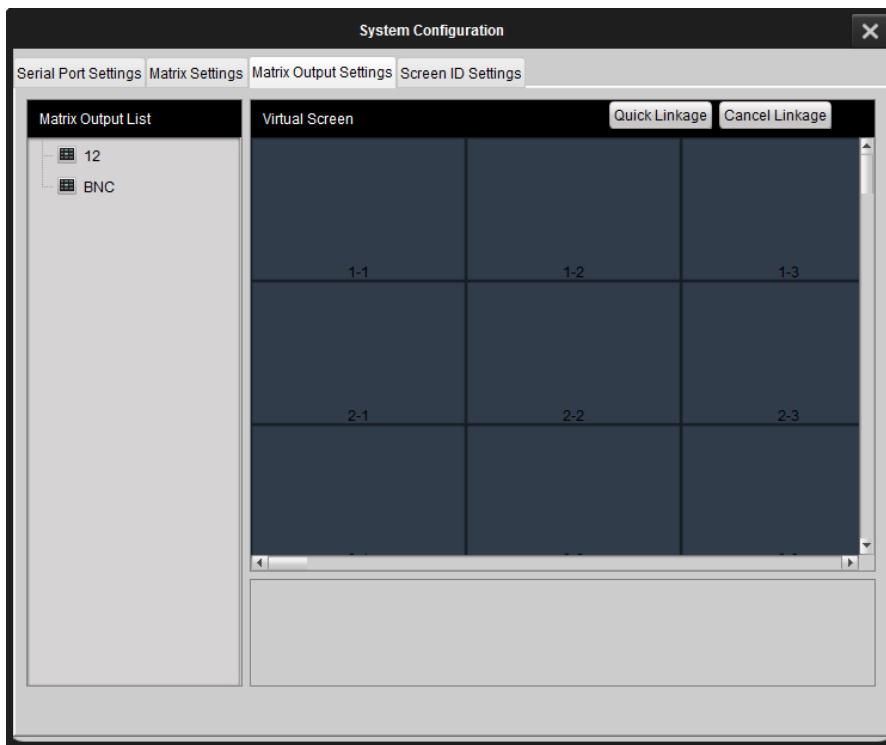 System Configuration
Serial Port Settings Matrix Settings Matrix Output Settings Screen ID Settings
Matrix Output List
Virtual Screen Quick Linkage Cancel Linkage
12
BNC
1-1 1-2 1-3
2-1 2-2 2-3